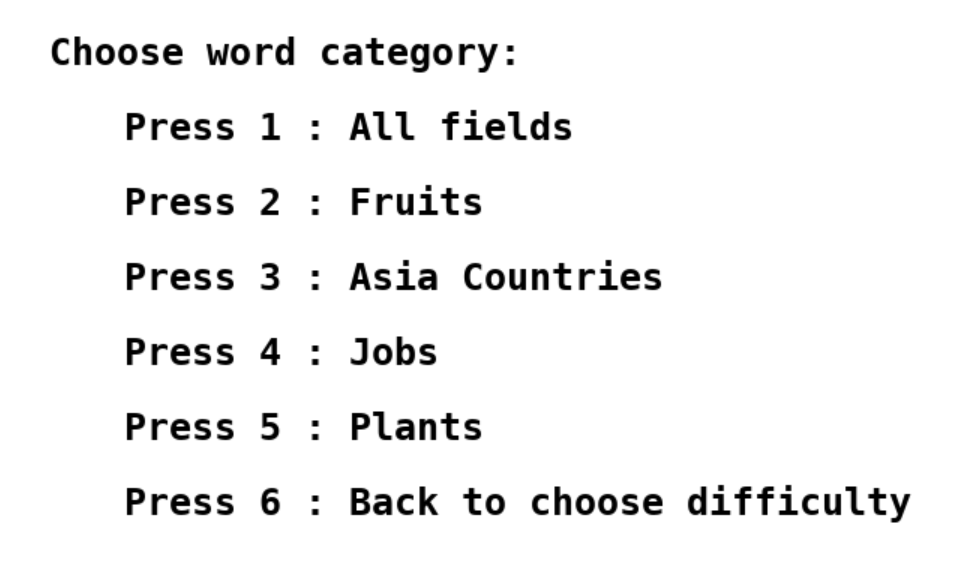 Choose word category:
Press 1 : All fields
Press 2 : Fruits
Press 3 : Asia Countries
Press 4 : Jobs
Press 5 : Plants
Press 6 : Back to choose difficulty